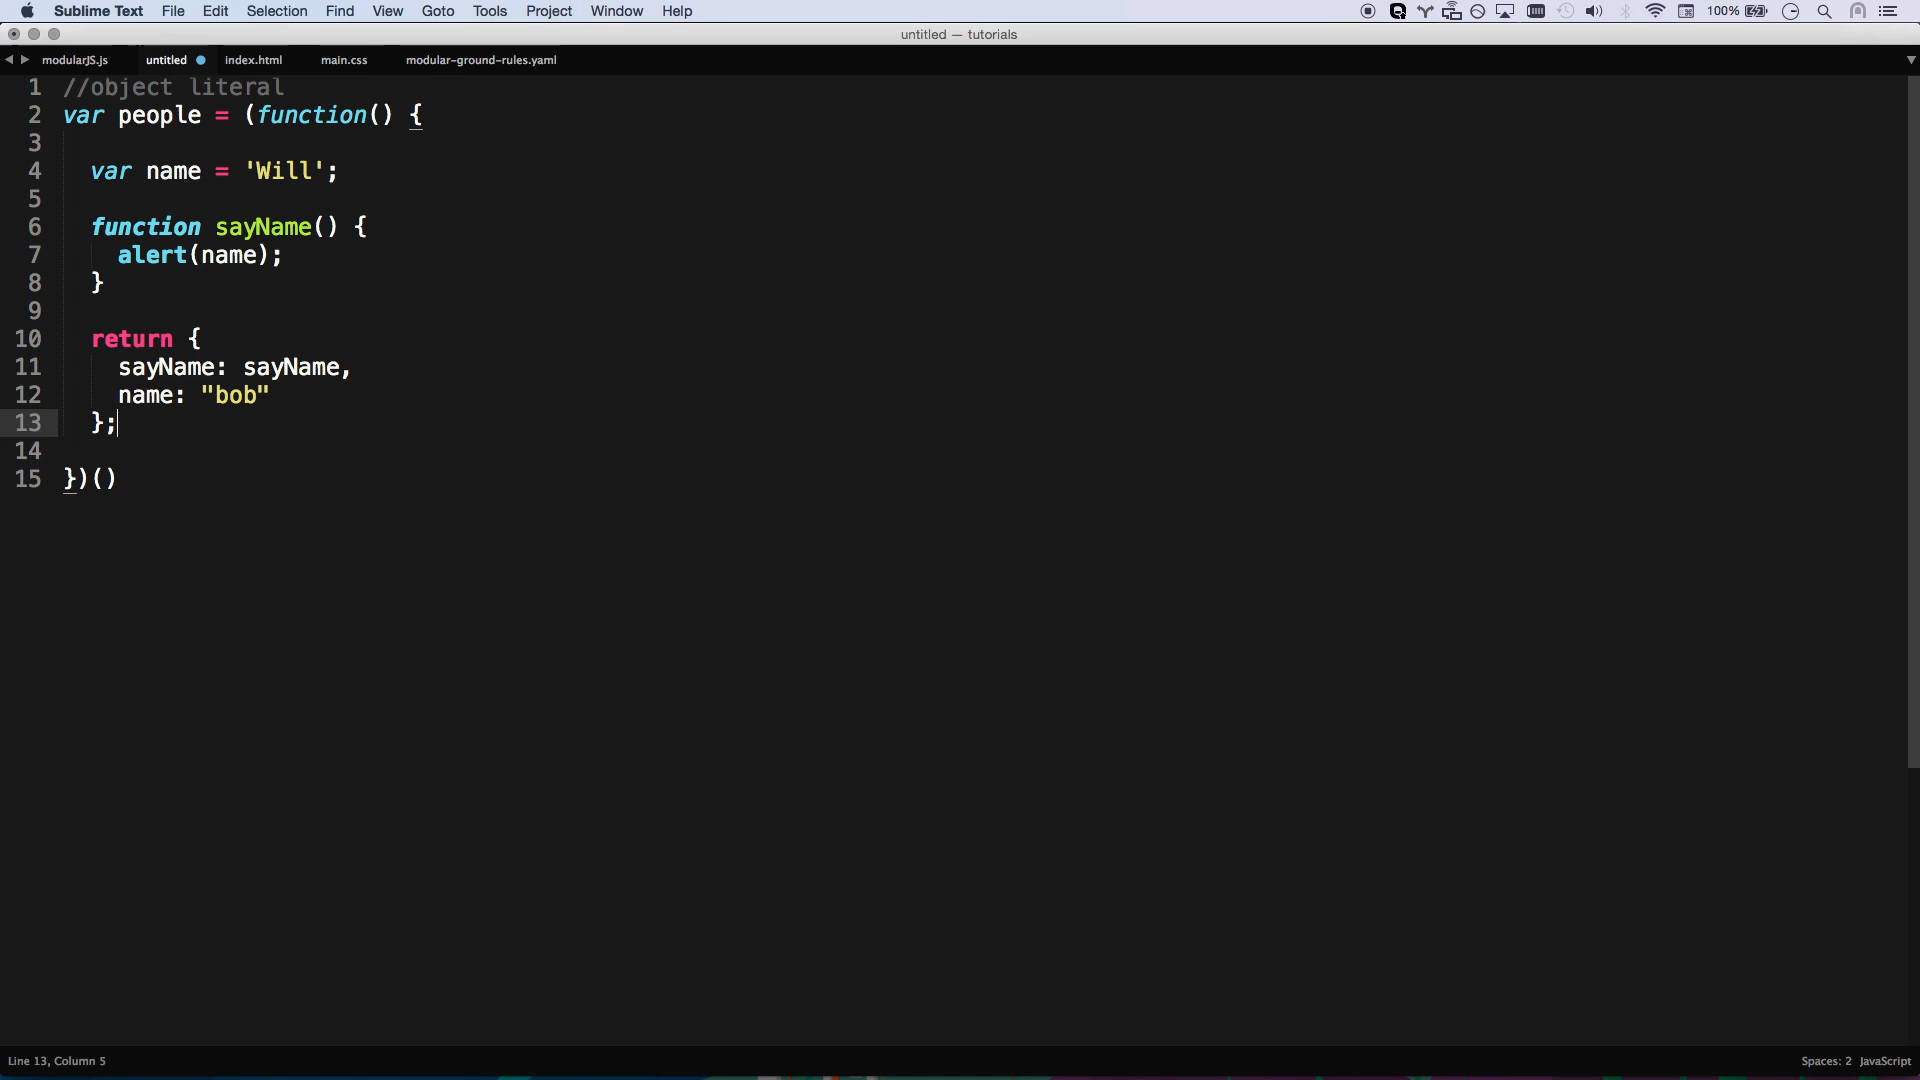 Sublime Text File Edit Selection Find View Goto Tools Project Window Help 100%
untitled — tutorials
modularJS.js untitled index.html main.css modular-ground-rules.yaml
1 //object literal
2 var people = (function() {
3
4 var name = 'Will';
5
6 function sayName() {
7 alert(name);
8 }
9
10 return {
11 sayName: sayName,
12 name: "bob"
13 };
14
15 })()
Line 13, Column 5 Spaces: 2 JavaScript